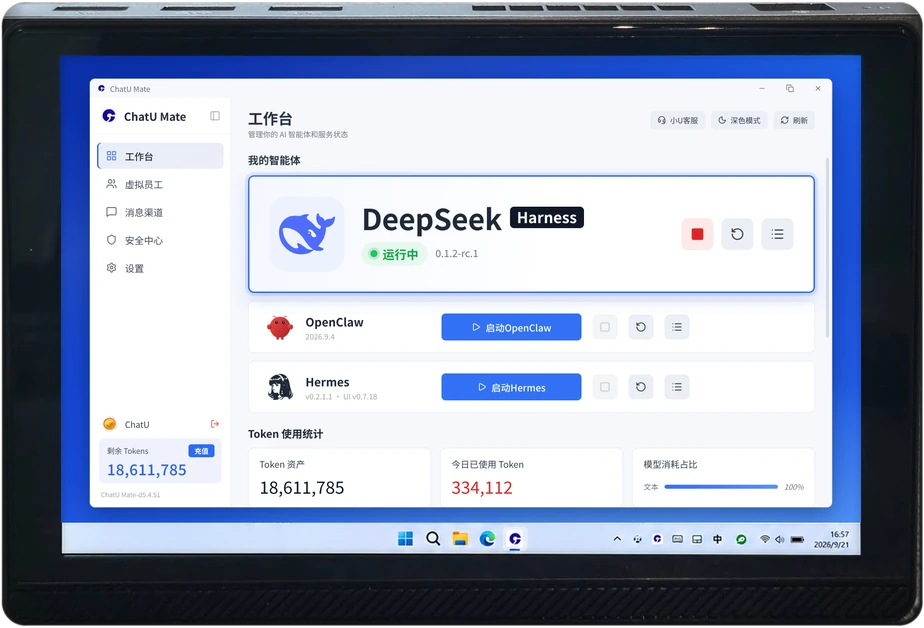 ChatU Mate
ChatU Mate
工作台
虚拟员工
消息渠道
安全中心
设置
ChatU
剩余 Tokens
充值
18,611,785
ChatU Mate-d5.4.51
工作台
管理你的 AI 智能体和服务状态
小U客服
深色模式
刷新
我的智能体
DeepSeek Harness
运行中 0.1.2-rc.1
OpenClaw
2026.9.4
启动OpenClaw
Hermes
v0.2.1.1 • UI v0.7.18
启动Hermes
Token 使用统计
Token 资产
18,611,785
今日已使用 Token
334,112
模型消耗占比
文本 100%
中
16:57
2026/9/21